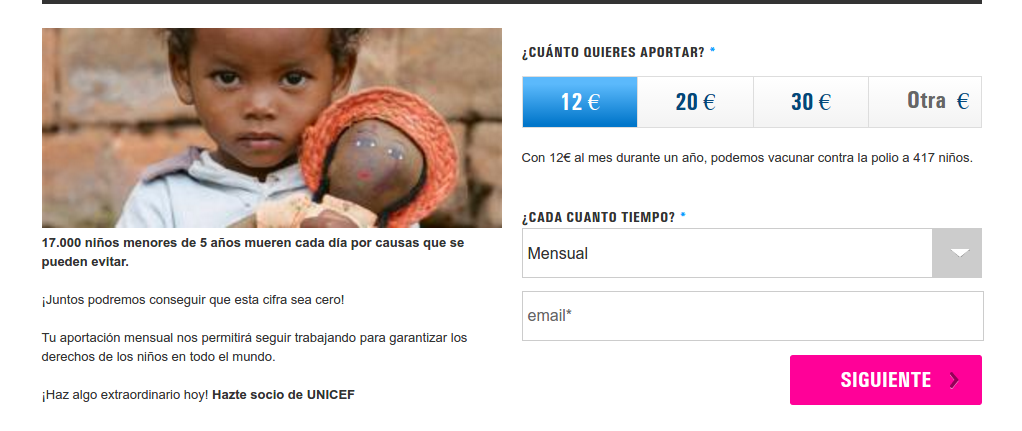 17.000 niños menores de 5 años mueren cada día por causas que se
pueden evitar.
¡Juntos podremos conseguir que esta cifra sea cero!
Tu aportación mensual nos permitirá seguir trabajando para garantizar los
derechos de los niños en todo el mundo.
¡Haz algo extraordinario hoy! Hazte socio de UNICEF
¿CUÁNTO QUIERES APORTAR? *
12 € 20 € 30 € Otra €
Con 12€ al mes durante un año, podemos vacunar contra la polio a 417 niños.
¿CADA CUANTO TIEMPO? *
Mensual
email*
SIGUIENTE >